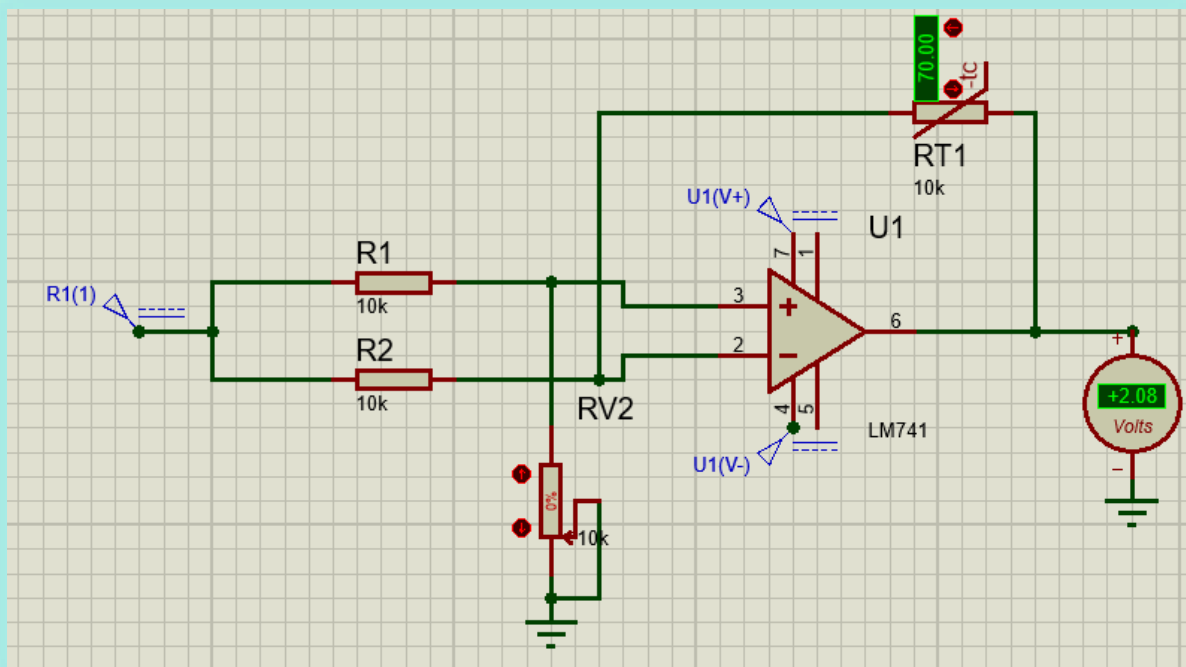 70.00
-tc
RT1
10k
U1(V+)
7
1
U1
R1
10k
R1(1)
3
+
6
R2
10k
2
−
+
+2.08
Volts
−
RV2
4
5
LM741
U1(V-)
0%
10k